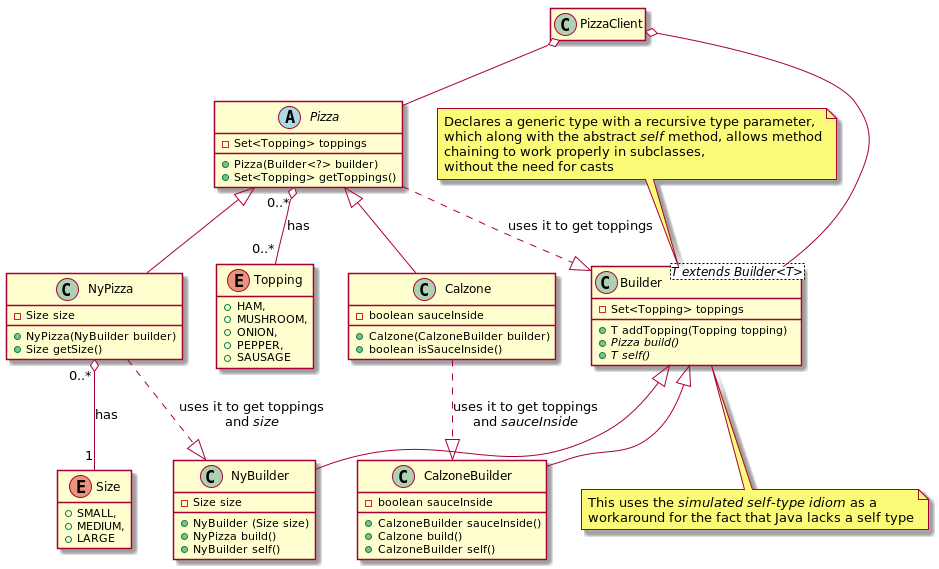 C PizzaClient
A Pizza
Set<Topping> toppings
Pizza(Builder<?> builder)
Set<Topping> getToppings()
Declares a generic type with a recursive type parameter,
which along with the abstract self method, allows method
chaining to work properly in subclasses,
without the need for casts
0..*
has
0..*
uses it to get toppings
C NyPizza
Size size
NyPizza(NyBuilder builder)
Size getSize()
E Topping
HAM,
MUSHROOM,
ONION,
PEPPER,
SAUSAGE
C Calzone
boolean sauceInside
Calzone(CalzoneBuilder builder)
boolean isSauceInside()
T extends Builder<T>
C Builder
Set<Topping> toppings
T addTopping(Topping topping)
Pizza build()
T self()
0..*
has
1
uses it to get toppings
and size
uses it to get toppings
and sauceInside
E Size
SMALL,
MEDIUM,
LARGE
C NyBuilder
Size size
NyBuilder (Size size)
NyPizza build()
NyBuilder self()
C CalzoneBuilder
boolean sauceInside
CalzoneBuilder sauceInside()
Calzone build()
CalzoneBuilder self()
This uses the simulated self-type idiom as a
workaround for the fact that Java lacks a self type